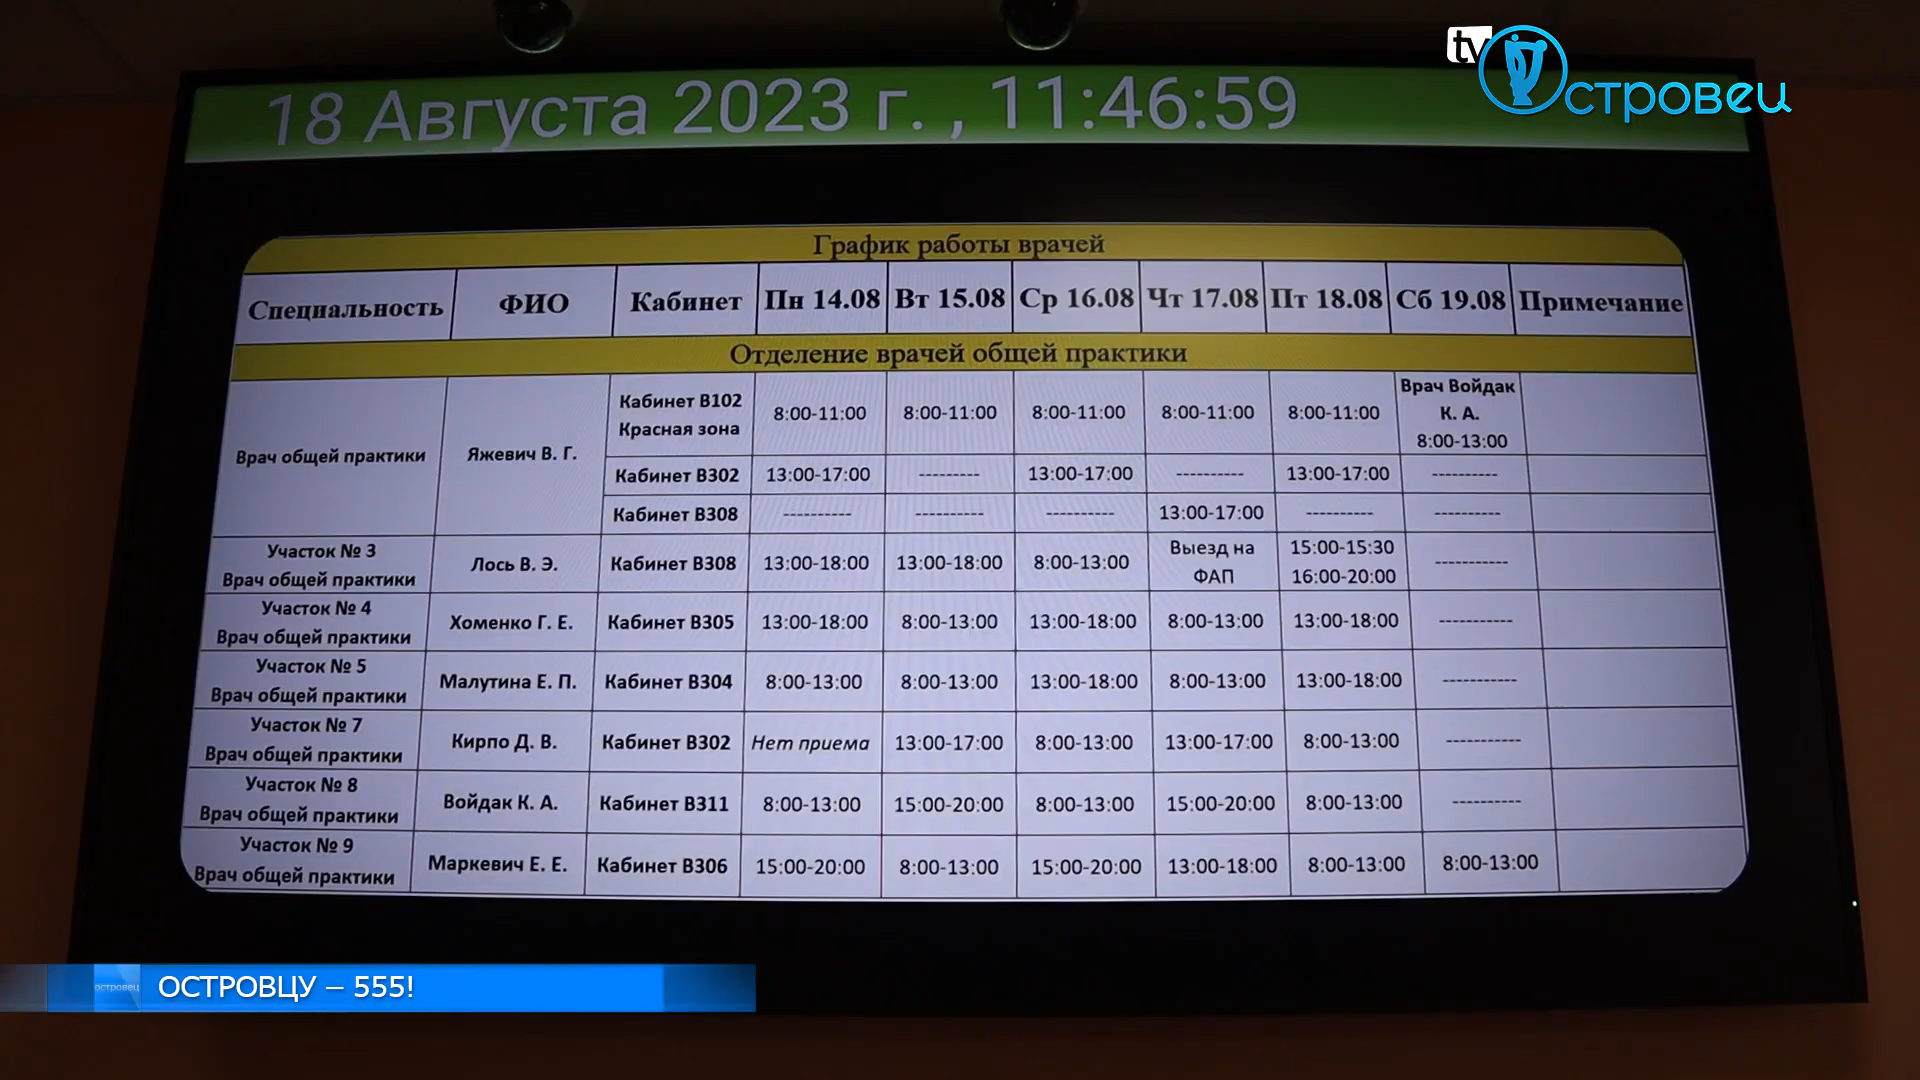 tv Островец
18 Августа 2023 г. , 11:46:59
График работы врачей
Специальность ФИО Кабинет Пн 14.08 Вт 15.08 Ср 16.08 Чт 17.08 Пт 18.08 Сб 19.08 Примечание
Отделение врачей общей практики
Врач общей практики Яжевич В. Г.
Кабинет В102 Красная зона 8:00-11:00 8:00-11:00 8:00-11:00 8:00-11:00 8:00-11:00 Врач Войдак К. А. 8:00-13:00
Кабинет В302 13:00-17:00 --------- 13:00-17:00 ---------- 13:00-17:00 ----------
Кабинет В308 ---------- ---------- ---------- 13:00-17:00 ---------- ----------
Участок № 3 Врач общей практики Лось В. Э. Кабинет В308 13:00-18:00 13:00-18:00 8:00-13:00 Выезд на ФАП 15:00-15:30 16:00-20:00 -----------
Участок № 4 Врач общей практики Хоменко Г. Е. Кабинет В305 13:00-18:00 8:00-13:00 13:00-18:00 8:00-13:00 13:00-18:00 -----------
Участок № 5 Врач общей практики Малутина Е. П. Кабинет В304 8:00-13:00 8:00-13:00 13:00-18:00 8:00-13:00 13:00-18:00 -----------
Участок № 7 Врач общей практики Кирпо Д. В. Кабинет В302 Нет приема 13:00-17:00 8:00-13:00 13:00-17:00 8:00-13:00 -----------
Участок № 8 Врач общей практики Войдак К. А. Кабинет В311 8:00-13:00 15:00-20:00 8:00-13:00 15:00-20:00 8:00-13:00 ----------
Участок № 9 Врач общей практики Маркевич Е. Е. Кабинет В306 15:00-20:00 8:00-13:00 15:00-20:00 13:00-18:00 8:00-13:00 8:00-13:00
островец ОСТРОВЦУ – 555!